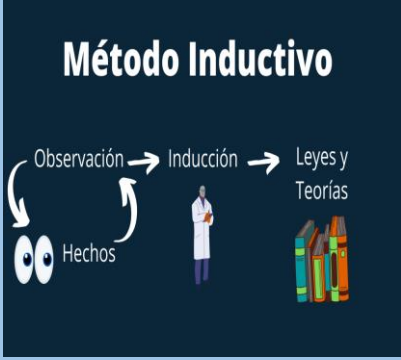 Método Inductivo
Observación
Inducción
Leyes y
Teorías
Hechos